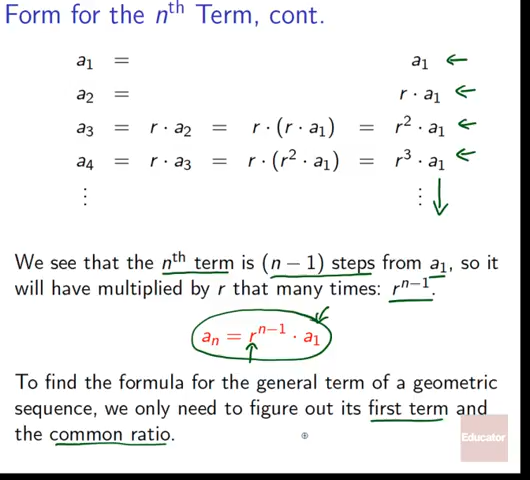 Form for the nth Term, cont.
a1 = a1
a2 = r · a1
a3 = r · a2 = r · (r · a1) = r² · a1
a4 = r · a3 = r · (r² · a1) = r³ · a1
⋮ ⋮
We see that the nth term is (n − 1) steps from a1, so it
will have multiplied by r that many times: rⁿ⁻¹.
an = rⁿ⁻¹ · a1
To find the formula for the general term of a geometric
sequence, we only need to figure out its first term and
the common ratio.
Educator